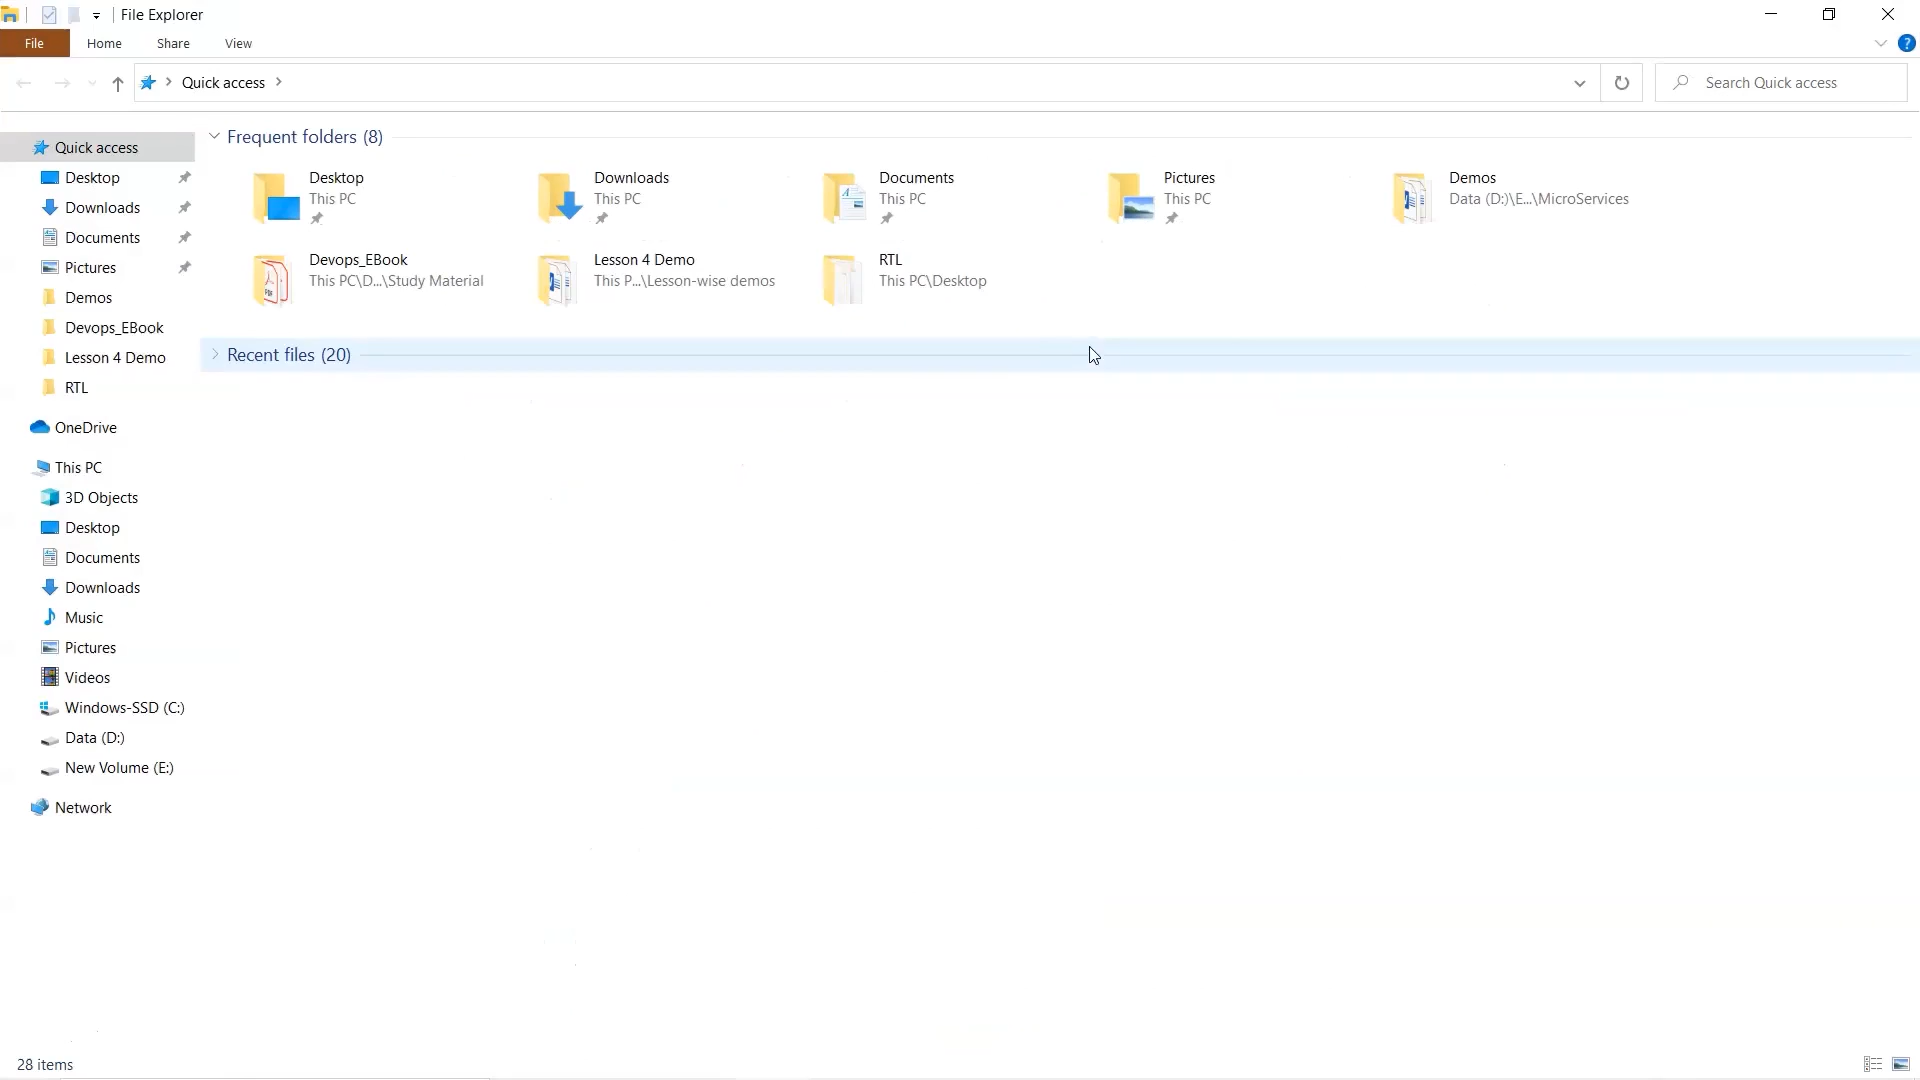 File Explorer
File Home Share View
Quick access
Search Quick access
Quick access
Desktop
Downloads
Documents
Pictures
Demos
Devops_EBook
Lesson 4 Demo
RTL
OneDrive
This PC
3D Objects
Desktop
Documents
Downloads
Music
Pictures
Videos
Windows-SSD (C:)
Data (D:)
New Volume (E:)
Network
Frequent folders (8)
Desktop
This PC
Downloads
This PC
Documents
This PC
Pictures
This PC
Demos
Data (D:)\E...\MicroServices
Devops_EBook
This PC\D...\Study Material
Lesson 4 Demo
This P...\Lesson-wise demos
RTL
This PC\Desktop
Recent files (20)
28 items